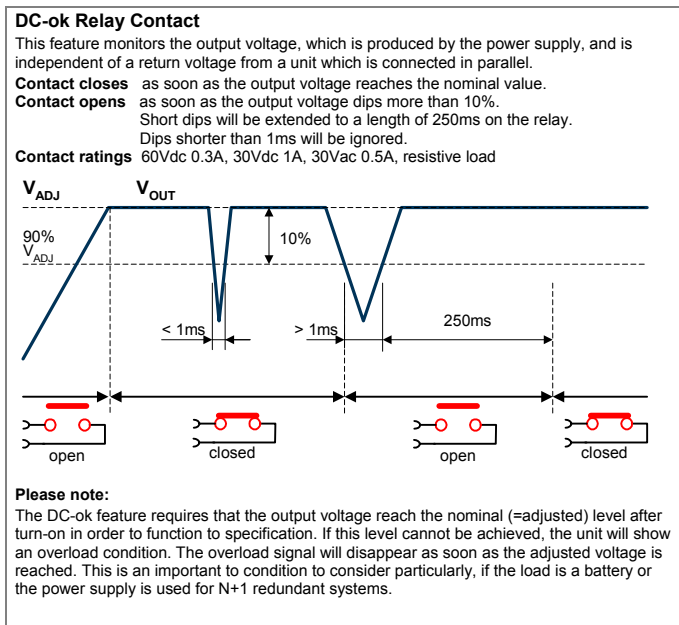 DC-ok Relay Contact
This feature monitors the output voltage, which is produced by the power supply, and is
independent of a return voltage from a unit which is connected in parallel.
Contact closes as soon as the output voltage reaches the nominal value.
Contact opens as soon as the output voltage dips more than 10%.
Short dips will be extended to a length of 250ms on the relay.
Dips shorter than 1ms will be ignored.
Contact ratings 60Vdc 0.3A, 30Vdc 1A, 30Vac 0.5A, resistive load
VADJ VOUT
90%
VADJ
10%
< 1ms > 1ms 250ms
open closed open closed
Please note:
The DC-ok feature requires that the output voltage reach the nominal (=adjusted) level after
turn-on in order to function to specification. If this level cannot be achieved, the unit will show
an overload condition. The overload signal will disappear as soon as the adjusted voltage is
reached. This is an important to condition to consider particularly, if the load is a battery or
the power supply is used for N+1 redundant systems.